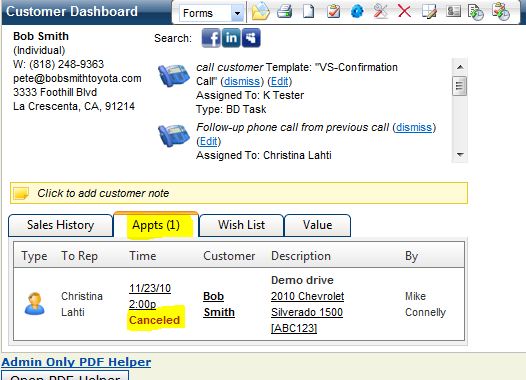 Customer Dashboard
Forms
Bob Smith
(Individual)
W: (818) 248-9363
pete@bobsmithtoyota.com
3333 Foothill Blvd
La Crescenta, CA, 91214
Search:
call customer Template: "VS-Confirmation
Call" (dismiss) (Edit)
Assigned To: K Tester
Type: BD Task
Follow-up phone call from previous call (dismiss)
(Edit)
Assigned To: Christina Lahti
Click to add customer note
Sales History
Appts (1)
Wish List
Value
Type To Rep Time Customer Description By
Christina
Lahti
11/23/10
2:00p
Canceled
Bob
Smith
Demo drive
2010 Chevrolet
Silverado 1500
[ABC123]
Mike
Connelly
Admin Only PDF Helper
Open PDF Helper